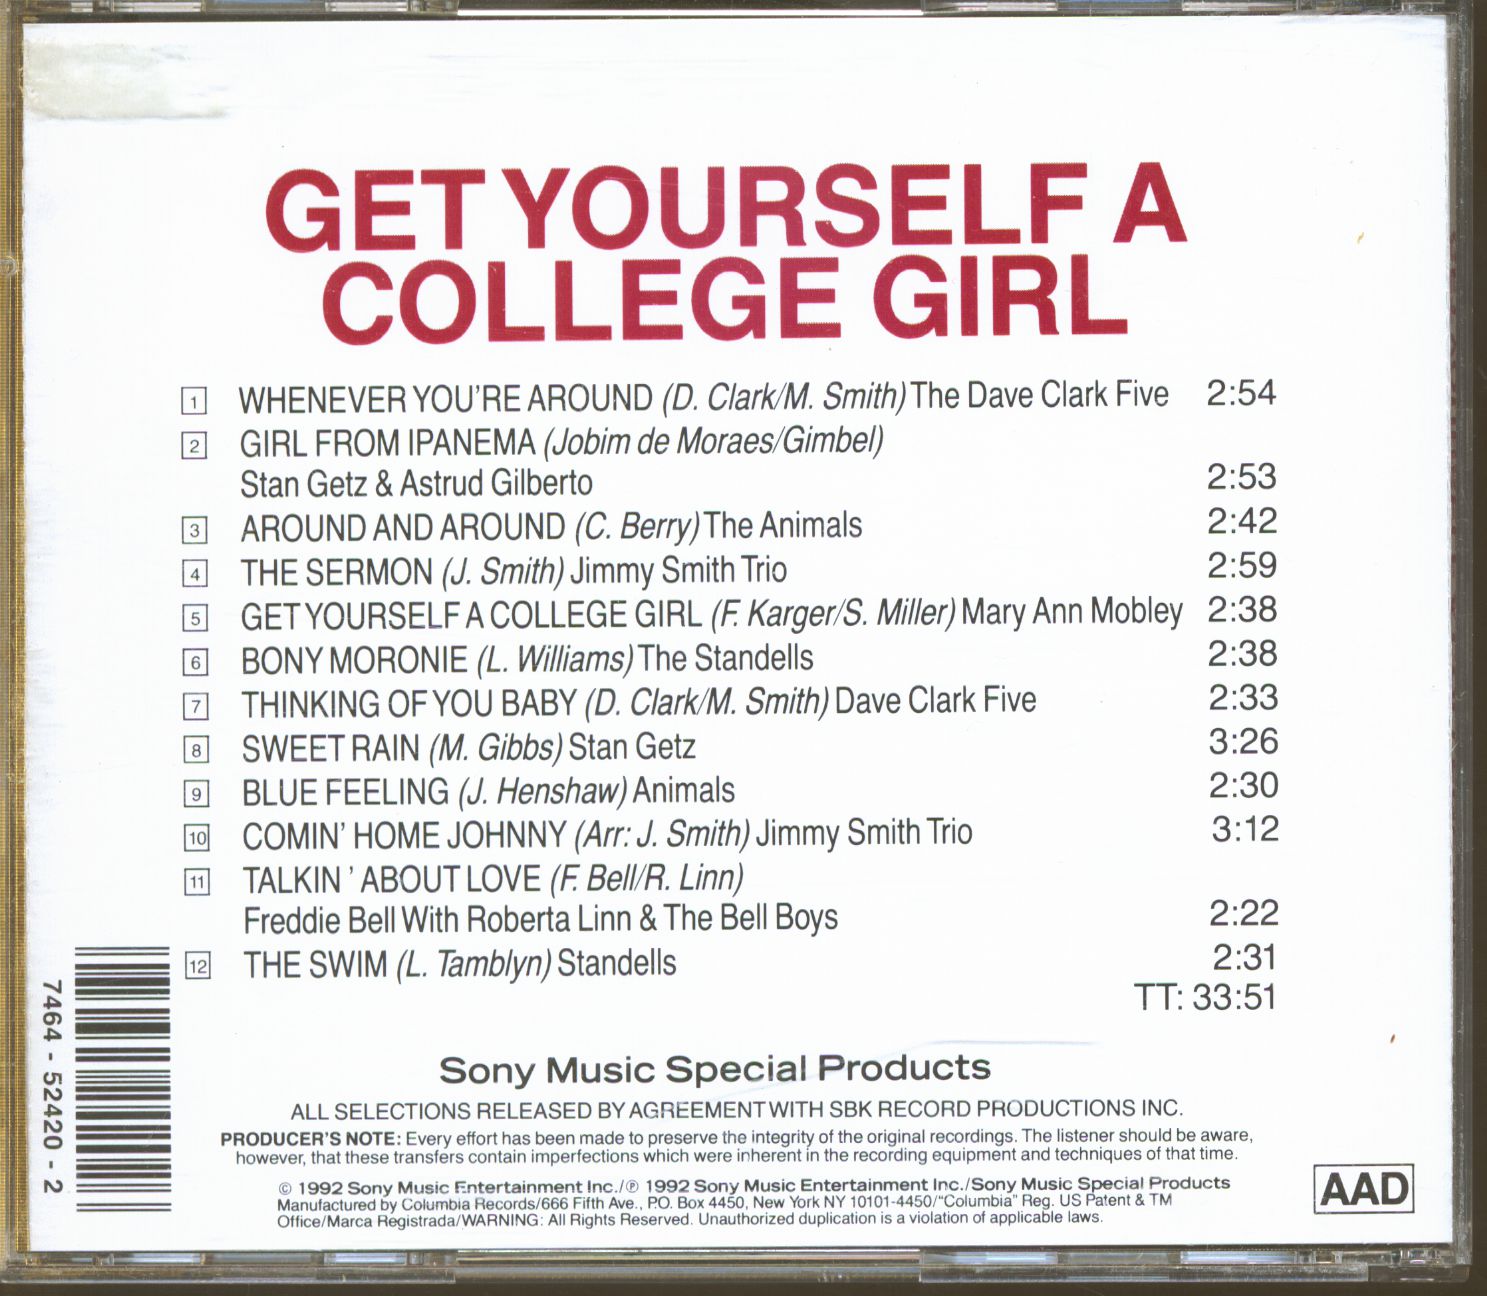 GET YOURSELF A
COLLEGE GIRL
1 WHENEVER YOU'RE AROUND (D. Clark/M. Smith) The Dave Clark Five 2:54
2 GIRL FROM IPANEMA (Jobim de Moraes/Gimbel)
Stan Getz & Astrud Gilberto 2:53
3 AROUND AND AROUND (C. Berry) The Animals 2:42
4 THE SERMON (J. Smith) Jimmy Smith Trio 2:59
5 GET YOURSELF A COLLEGE GIRL (F. Karger/S. Miller) Mary Ann Mobley 2:38
6 BONY MORONIE (L. Williams) The Standells 2:38
7 THINKING OF YOU BABY (D. Clark/M. Smith) Dave Clark Five 2:33
8 SWEET RAIN (M. Gibbs) Stan Getz 3:26
9 BLUE FEELING (J. Henshaw) Animals 2:30
10 COMIN' HOME JOHNNY (Arr: J. Smith) Jimmy Smith Trio 3:12
11 TALKIN ' ABOUT LOVE (F. Bell/R. Linn)
Freddie Bell With Roberta Linn & The Bell Boys 2:22
12 THE SWIM (L. Tamblyn) Standells 2:31
TT: 33:51
7464 - 52420 - 2
Sony Music Special Products
ALL SELECTIONS RELEASED BY AGREEMENT WITH SBK RECORD PRODUCTIONS INC.
PRODUCER'S NOTE: Every effort has been made to preserve the integrity of the original recordings. The listener should be aware,
however, that these transfers contain imperfections which were inherent in the recording equipment and techniques of that time.
© 1992 Sony Music Entertainment Inc./℗ 1992 Sony Music Entertainment Inc./Sony Music Special Products
Manufactured by Columbia Records/666 Fifth Ave., P.O. Box 4450, New York NY 10101-4450/"Columbia" Reg. US Patent & TM
Office/Marca Registrada/WARNING: All Rights Reserved. Unauthorized duplication is a violation of applicable laws.
AAD